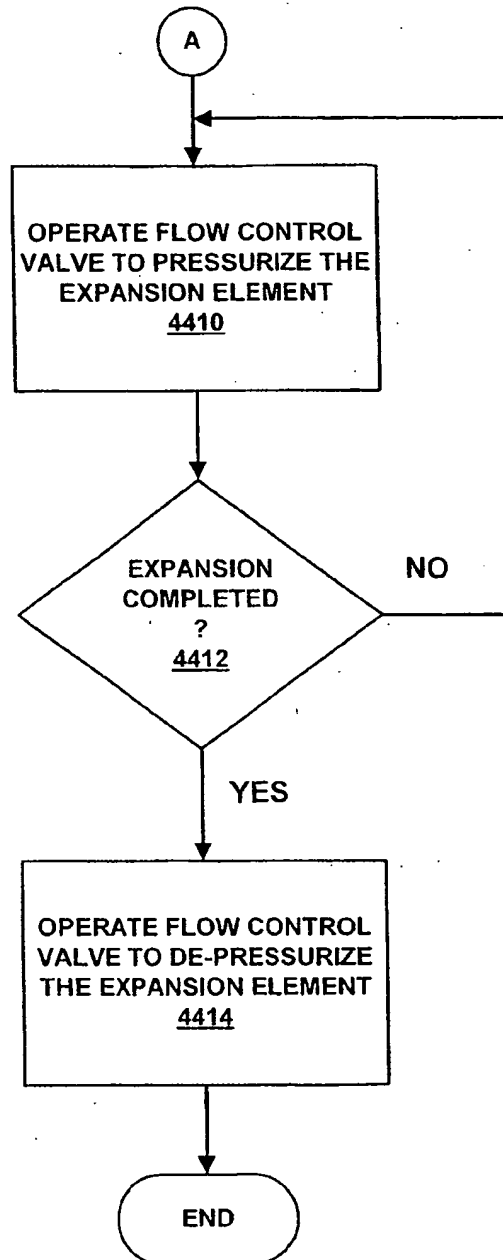 A
OPERATE FLOW CONTROL
VALVE TO PRESSURIZE THE
EXPANSION ELEMENT
4410
EXPANSION
COMPLETED
?
4412
NO
YES
OPERATE FLOW CONTROL
VALVE TO DE-PRESSURIZE
THE EXPANSION ELEMENT
4414
END